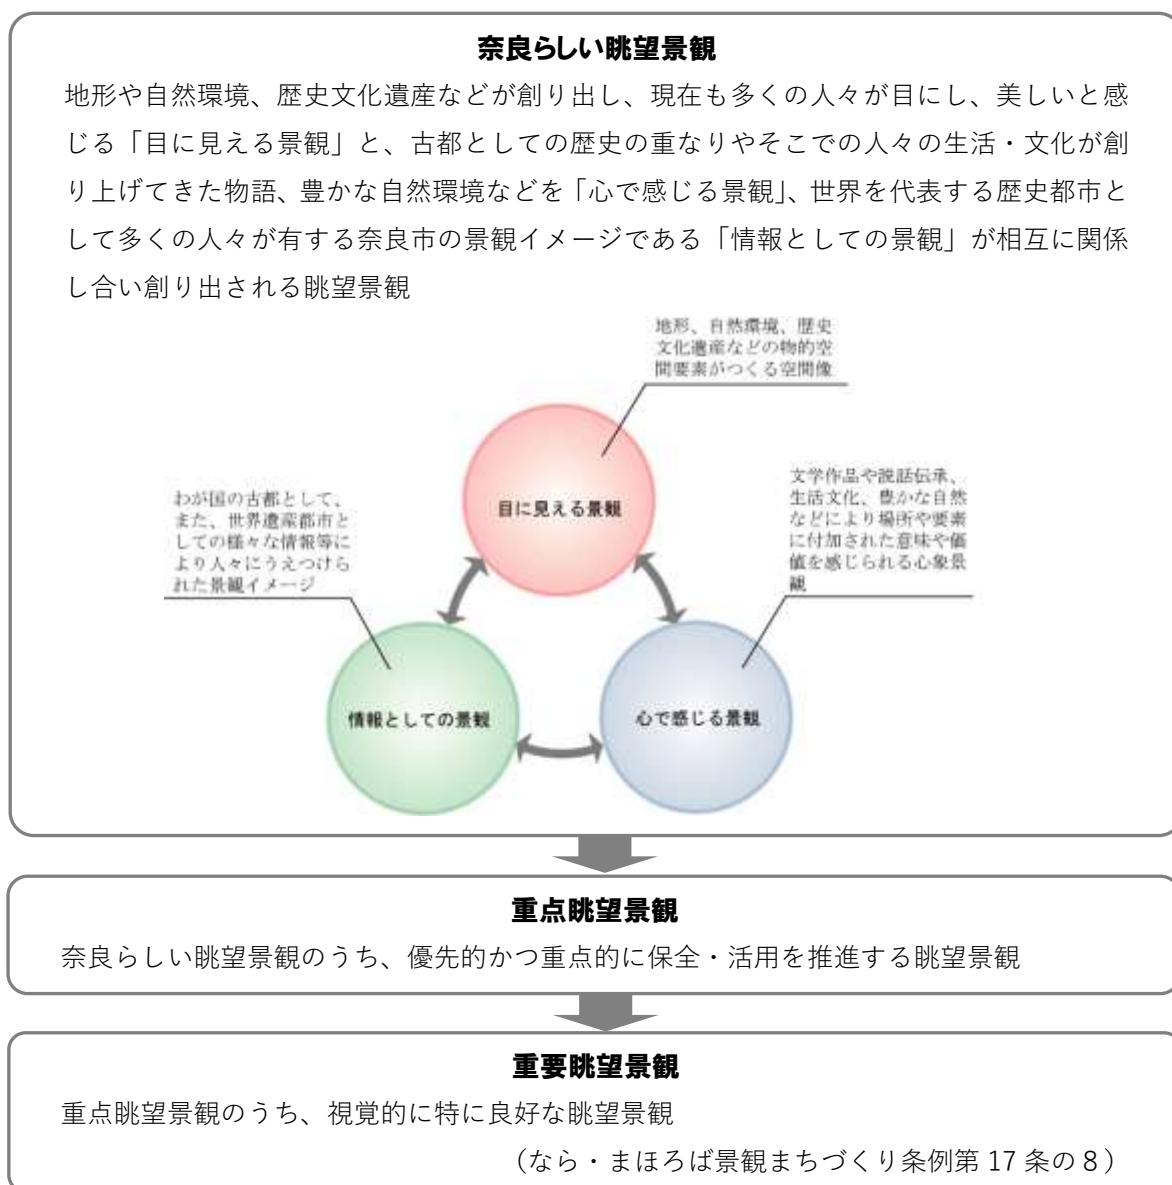 奈良らしい眺望景観
地形や自然環境、歴史文化遺産などが創り出し、現在も多くの人々が目にし、美しいと感
じる「目に見える景観」と、古都としての歴史の重なりやそこでの人々の生活・文化が創
り上げてきた物語、豊かな自然環境などを「心で感じる景観」、世界を代表する歴史都市と
して多くの人々が有する奈良市の景観イメージである「情報としての景観」が相互に関係
し合い創り出される眺望景観
地形、自然環境、歴史
文化遺産などの物的空
間要素がつくる空間像
目に見える景観
文学作品や説話伝承、
生活文化、豊かな自然
などにより場所や要素
に付加された意味や価
値を感じられる心象景
観
わが国の古都として、
また、世界遺産都市と
しての様々な情報等に
より人々にうえつけら
れた景観イメージ
情報としての景観
心で感じる景観
重点眺望景観
奈良らしい眺望景観のうち、優先的かつ重点的に保全・活用を推進する眺望景観
重要眺望景観
重点眺望景観のうち、視覚的に特に良好な眺望景観
（なら・まほろば景観まちづくり条例第 17 条の８）